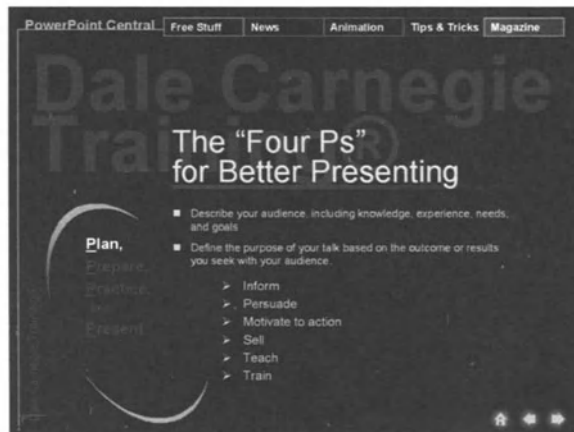 PowerPoint Central
Free Stuff
News
Animation
Tips & Tricks
Magazine
Dale Carnegie
Training®
The “Four Ps”
for Better Presenting
■ Describe your audience, including knowledge, experience, needs,
and goals
■ Define the purpose of your talk based on the outcome or results
you seek with your audience.
Plan,
Prepare,
Practice,
Present
➢ Inform
➢ Persuade
➢ Motivate to action
➢ Sell
➢ Teach
➢ Train